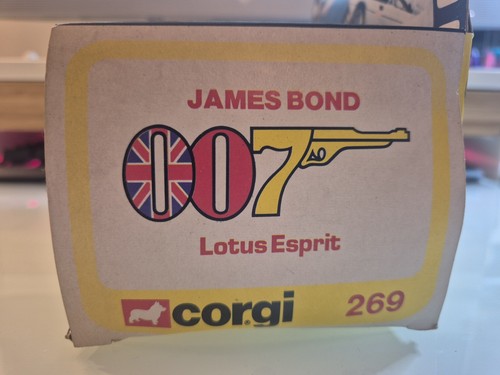 JAMES BOND
007
Lotus Esprit
corgi 269